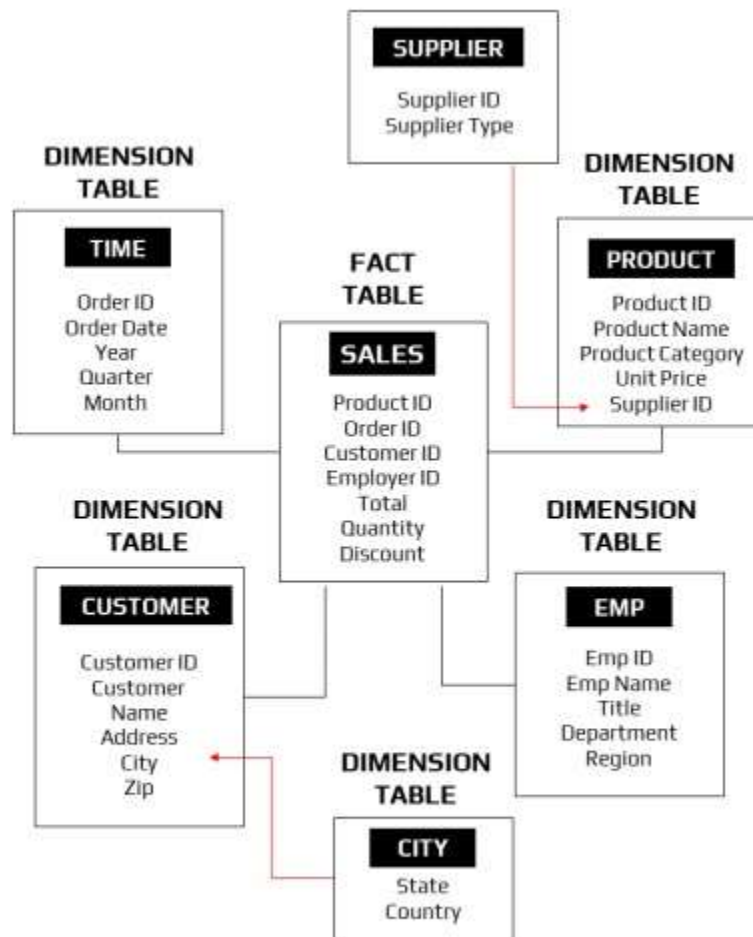 SUPPLIER
Supplier ID
Supplier Type
DIMENSION
TABLE
TIME
Order ID
Order Date
Year
Quarter
Month
FACT
TABLE
SALES
Product ID
Order ID
Customer ID
Employer ID
Total
Quantity
Discount
DIMENSION
TABLE
PRODUCT
Product ID
Product Name
Product Category
Unit Price
Supplier ID
DIMENSION
TABLE
CUSTOMER
Customer ID
Customer
Name
Address
City
Zip
DIMENSION
TABLE
EMP
Emp ID
Emp Name
Title
Department
Region
DIMENSION
TABLE
CITY
State
Country